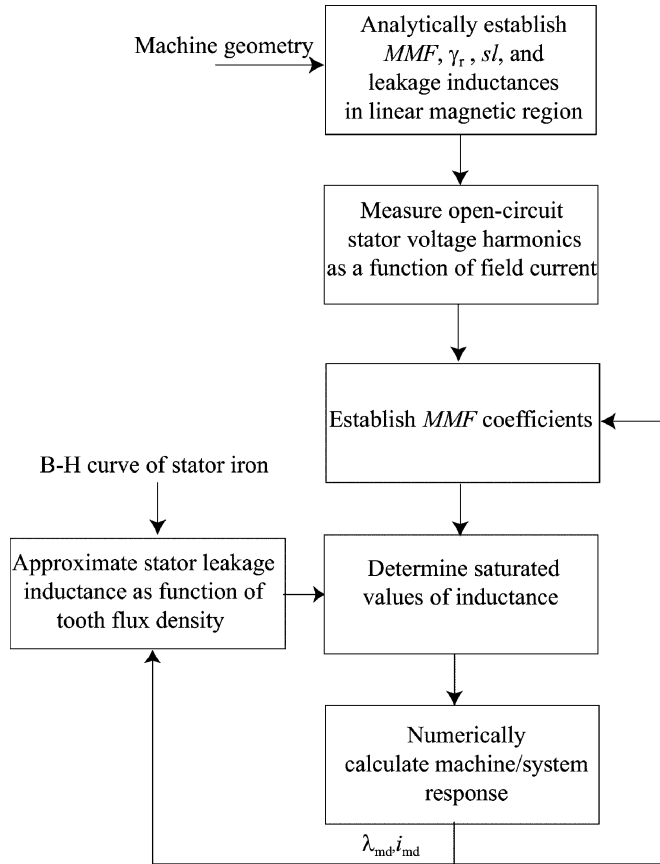 Machine geometry
Analytically establish
MMF, γr , sl, and
leakage inductances
in linear magnetic region
Measure open-circuit
stator voltage harmonics
as a function of field current
Establish MMF coefficients
B-H curve of stator iron
Approximate stator leakage
inductance as function of
tooth flux density
Determine saturated
values of inductance
Numerically
calculate machine/system
response
λmd,imd